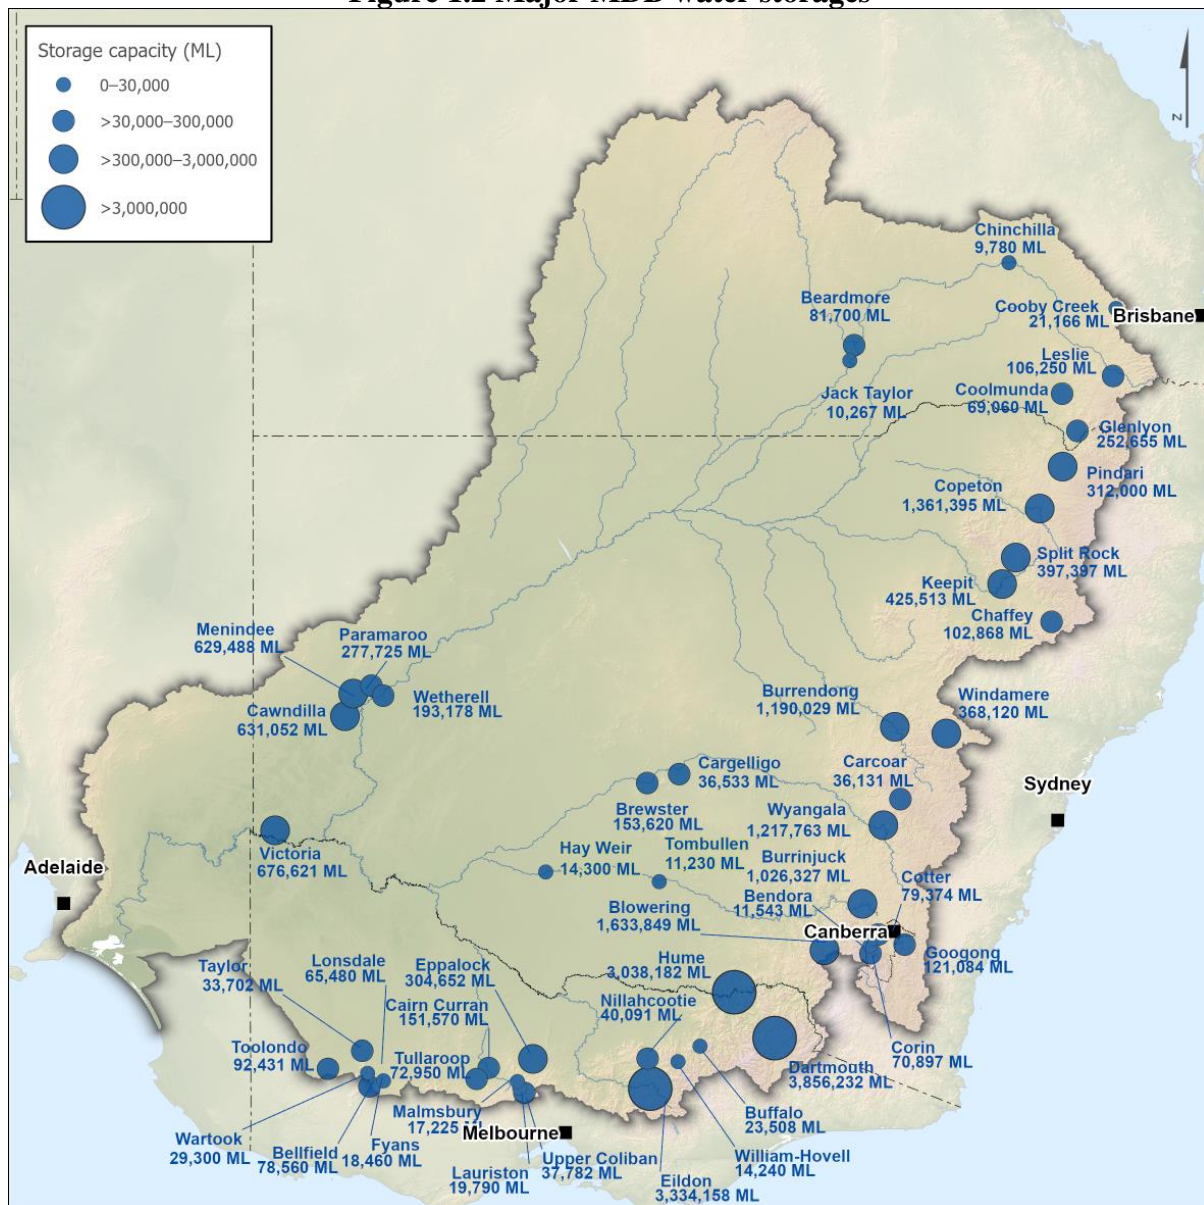 Figure 1.2 Major MDB water storages
Storage capacity (ML)
0–30,000
>30,000–300,000
>300,000–3,000,000
>3,000,000
N
Chinchilla
9,780 ML
Beardmore
81,700 ML
Cooby Creek
21,166 ML
Brisbane
Leslie
106,250 ML
Jack Taylor
10,267 ML
Coolmunda
69,060 ML
Glenlyon
252,655 ML
Pindari
312,000 ML
Copeton
1,361,395 ML
Split Rock
397,397 ML
Keepit
425,513 ML
Chaffey
102,868 ML
Menindee
629,488 ML
Paramaroo
277,725 ML
Wetherell
193,178 ML
Cawndilla
631,052 ML
Burrendong
1,190,029 ML
Windamere
368,120 ML
Cargelligo
36,533 ML
Carcoar
36,131 ML
Sydney
Brewster
153,620 ML
Wyangala
1,217,763 ML
Victoria
676,621 ML
Adelaide
Hay Weir
14,300 ML
Tombullen
11,230 ML
Burrinjuck
1,026,327 ML
Cotter
79,374 ML
Bendora
11,543 ML
Blowering
1,633,849 ML
Canberra
Googong
121,084 ML
Hume
3,038,182 ML
Taylor
33,702 ML
Lonsdale
65,480 ML
Eppalock
304,652 ML
Nillahcootie
40,091 ML
Cairn Curran
151,570 ML
Corin
70,897 ML
Toolondo
92,431 ML
Tullaroop
72,950 ML
Dartmouth
3,856,232 ML
Malmsbury
17,225 ML
Buffalo
23,508 ML
Melbourne
Wartook
29,300 ML
Bellfield
78,560 ML
Fyans
18,460 ML
Lauriston
19,790 ML
Upper Coliban
37,782 ML
William-Hovell
14,240 ML
Eildon
3,334,158 ML